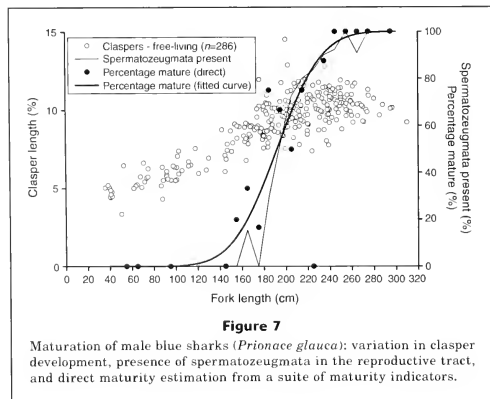 Claspers - free-living (n=286)
Spermatozeugmata present
Percentage mature (direct)
Percentage mature (fitted curve)
15
10
5
0
Clasper length (%)
100
80
60
40
20
0
Spermatozeugmata present (%)
Percentage mature (%)
0 20 40 60 80 100 120 140 160 180 200 220 240 260 280 300 320
Fork length (cm)
Figure 7
Maturation of male blue sharks (Prionace glauca): variation in clasper
development, presence of spermatozeugmata in the reproductive tract,
and direct maturity estimation from a suite of maturity indicators.